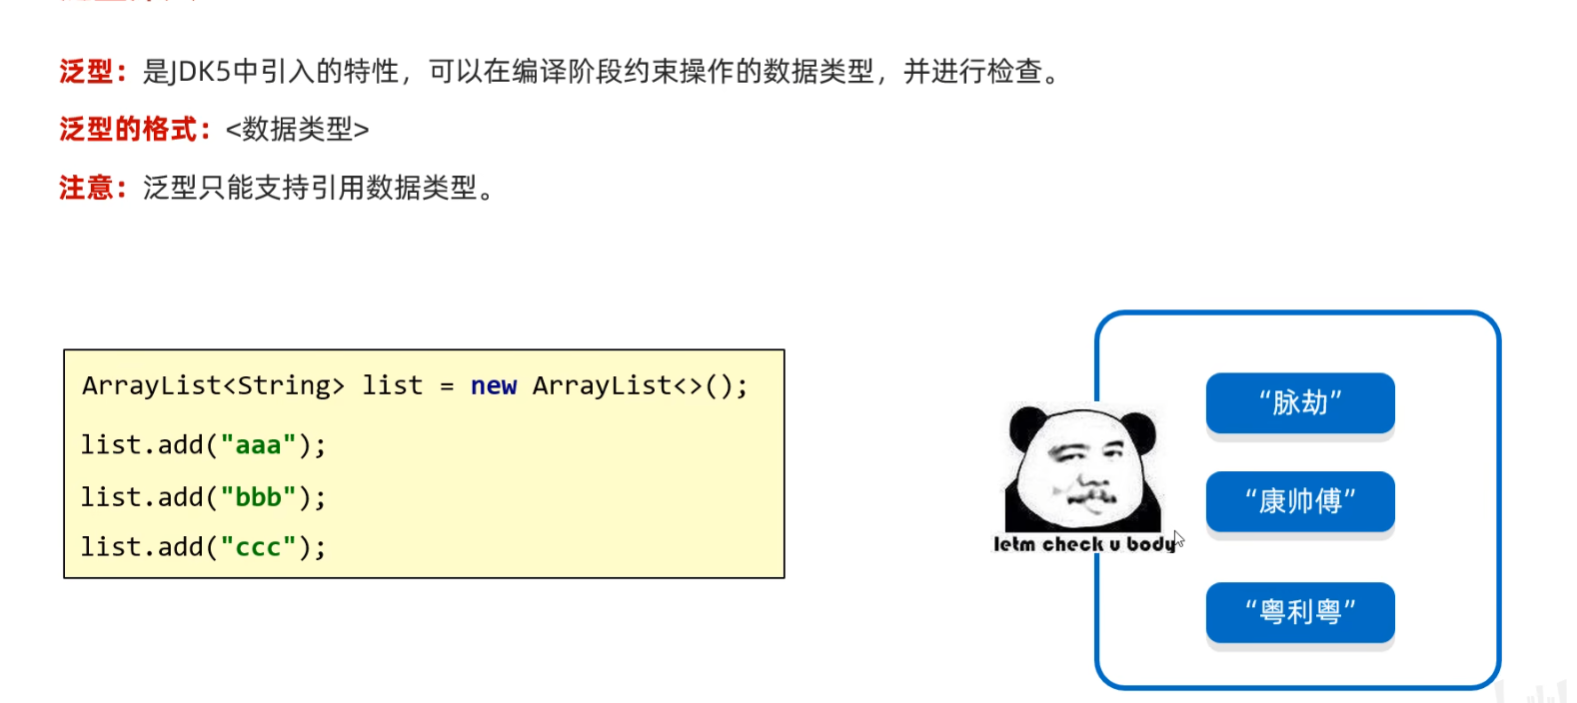 泛型：是JDK5中引入的特性，可以在编译阶段约束操作的数据类型，并进行检查。
泛型的格式：<数据类型>
注意：泛型只能支持引用数据类型。
ArrayList<String> list = new ArrayList<>();
list.add("aaa");
list.add("bbb");
list.add("ccc");
“脉劫”
“康帅傅”
letm check u body
“粤利粤”